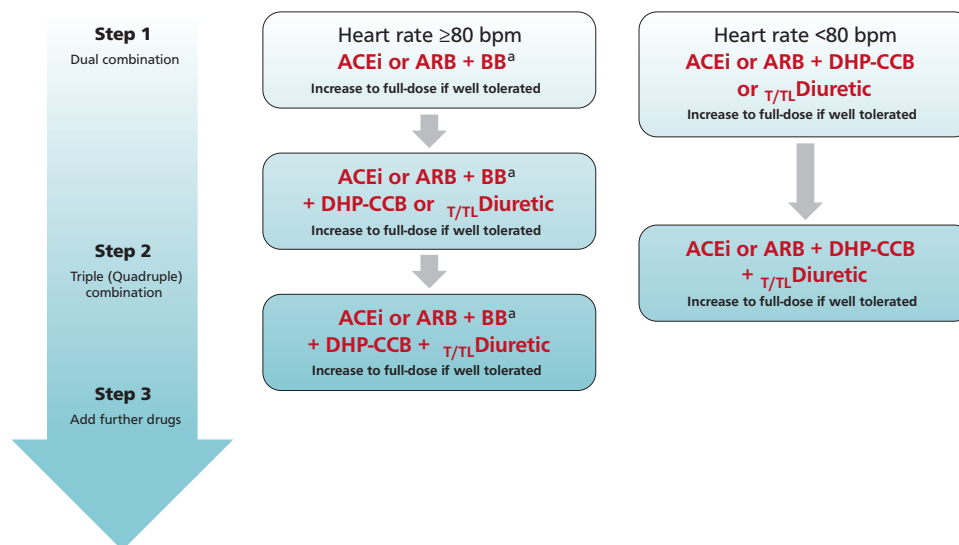 Step 1
Dual combination
Heart rate ≥80 bpm
ACEi or ARB + BBᵃ
Increase to full-dose if well tolerated
Heart rate <80 bpm
ACEi or ARB + DHP-CCB
or T/TLDiuretic
Increase to full-dose if well tolerated
ACEi or ARB + BBᵃ
+ DHP-CCB or T/TLDiuretic
Increase to full-dose if well tolerated
Step 2
Triple (Quadruple)
combination
ACEi or ARB + DHP-CCB
+ T/TLDiuretic
Increase to full-dose if well tolerated
ACEi or ARB + BBᵃ
+ DHP-CCB + T/TLDiuretic
Increase to full-dose if well tolerated
Step 3
Add further drugs